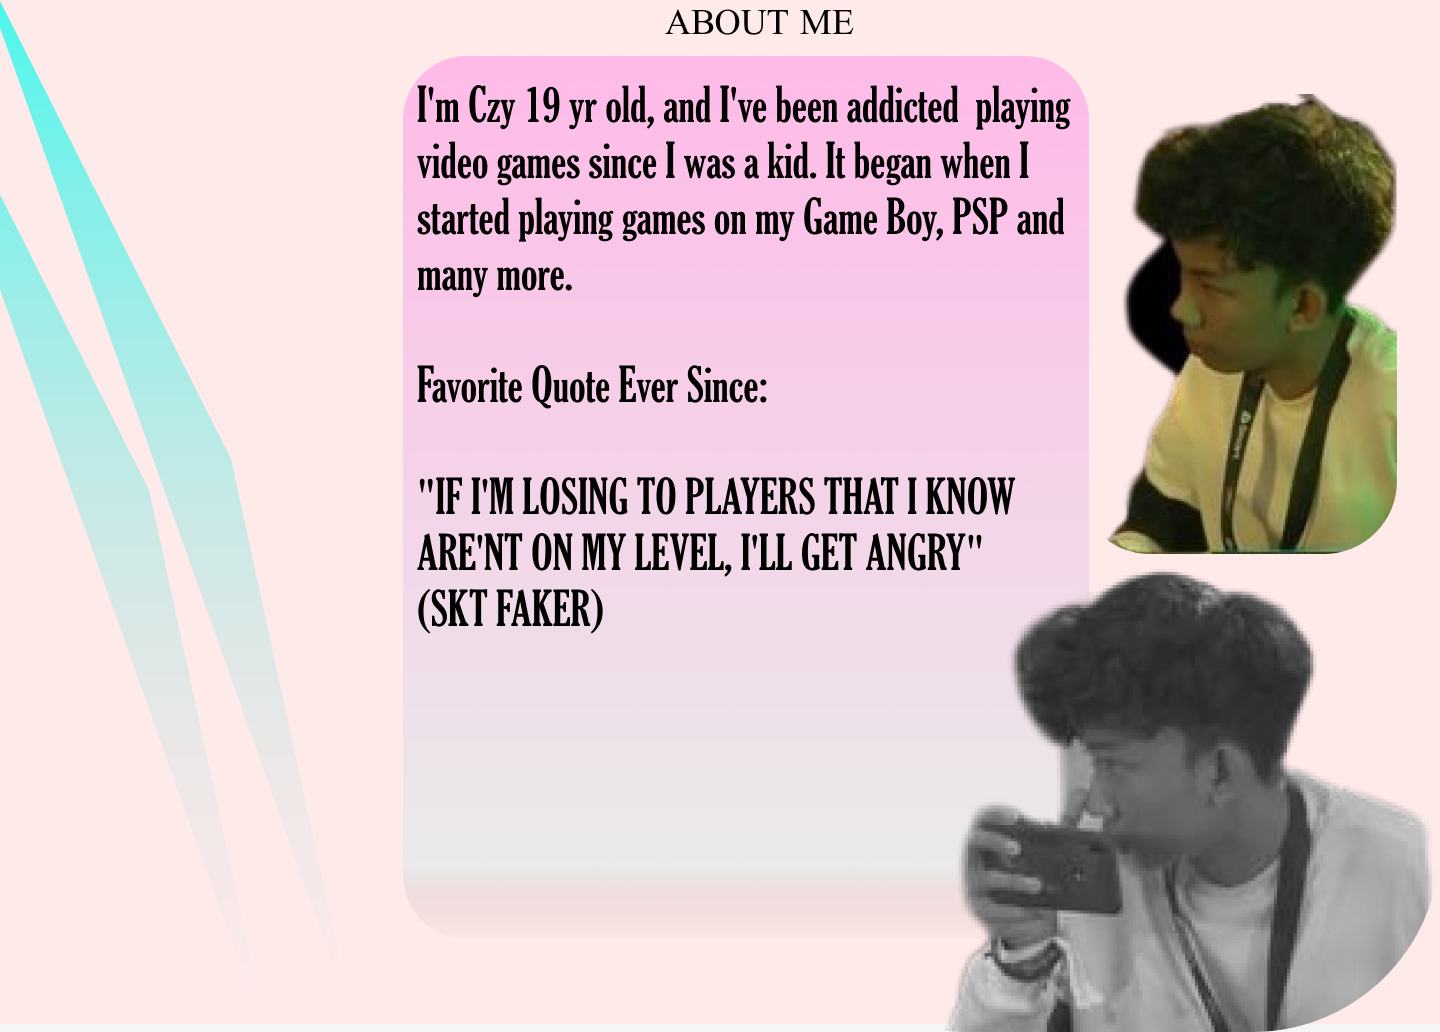 ABOUT ME
I'm Czy 19 yr old, and I've been addicted  playing
video games since I was a kid. It began when I
started playing games on my Game Boy, PSP and
many more.
Favorite Quote Ever Since:
"IF I'M LOSING TO PLAYERS THAT I KNOW
ARE'NT ON MY LEVEL, I'LL GET ANGRY"
(SKT FAKER)